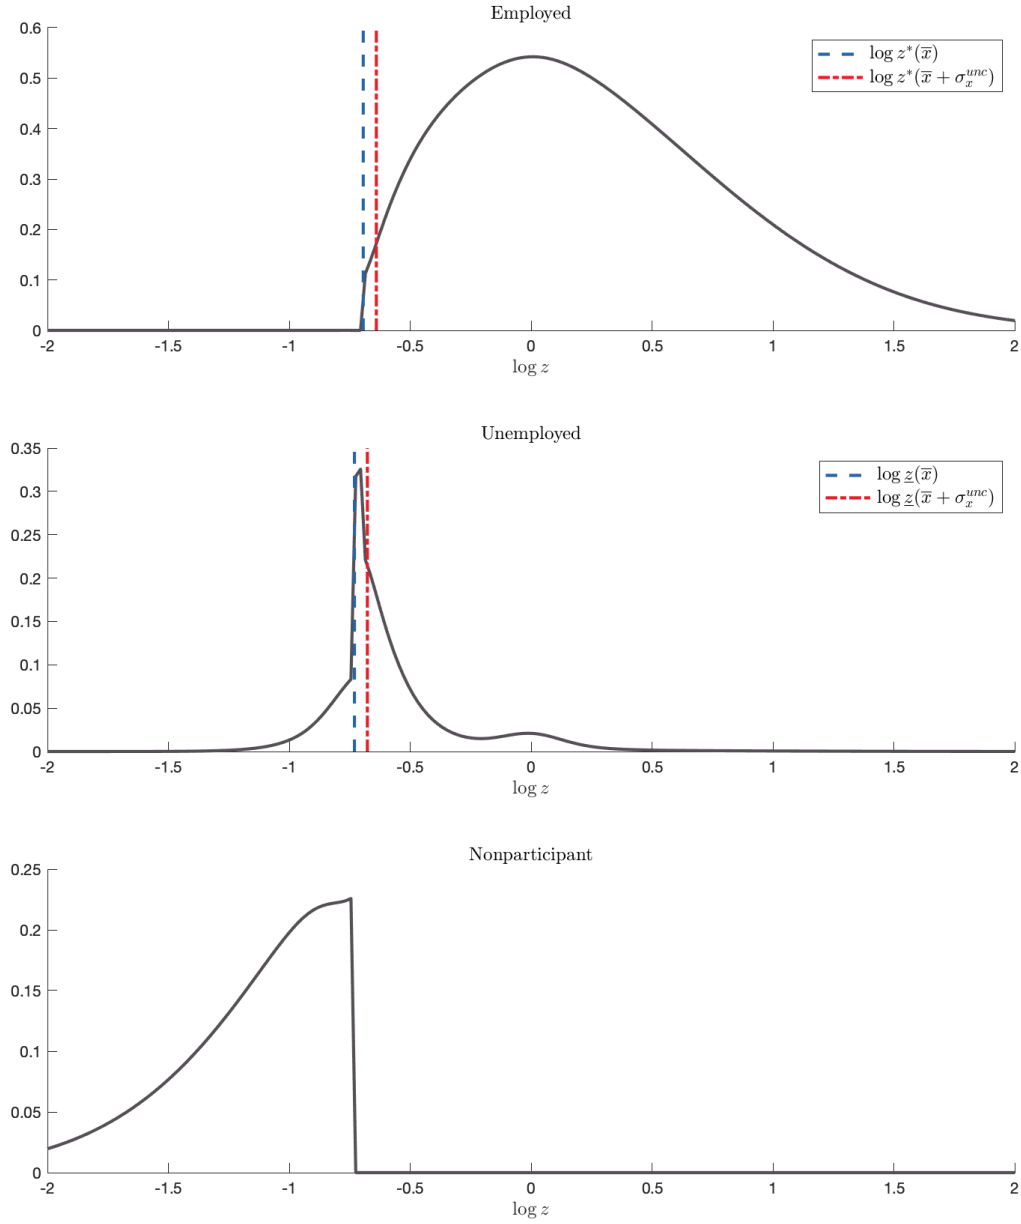 Employed
0.6
0.5
0.4
0.3
0.2
0.1
0
-2 -1.5 -1 -0.5 0 0.5 1 1.5 2
log z
log z*(x̅)
log z*(x̅ + σₓᵘⁿᶜ)
Unemployed
0.35
0.3
0.25
0.2
0.15
0.1
0.05
0
-2 -1.5 -1 -0.5 0 0.5 1 1.5 2
log z
log z̲(x̅)
log z̲(x̅ + σₓᵘⁿᶜ)
Nonparticipant
0.25
0.2
0.15
0.1
0.05
0
-2 -1.5 -1 -0.5 0 0.5 1 1.5 2
log z